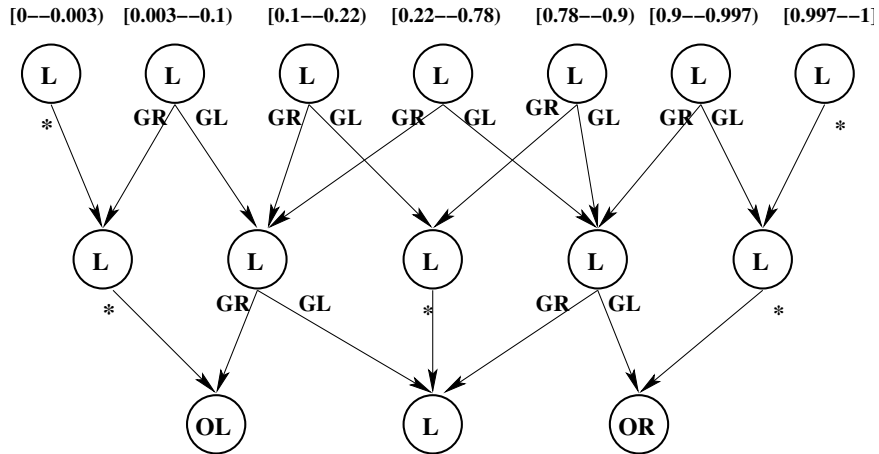 [0−−0.003) [0.003−−0.1) [0.1−−0.22) [0.22−−0.78) [0.78−−0.9) [0.9−−0.997) [0.997−−1]
L L L L L L L
* GR GL GR GL GR GL GR GL GR GL *
L L L L L
* GR GL * GR GL *
OL L OR